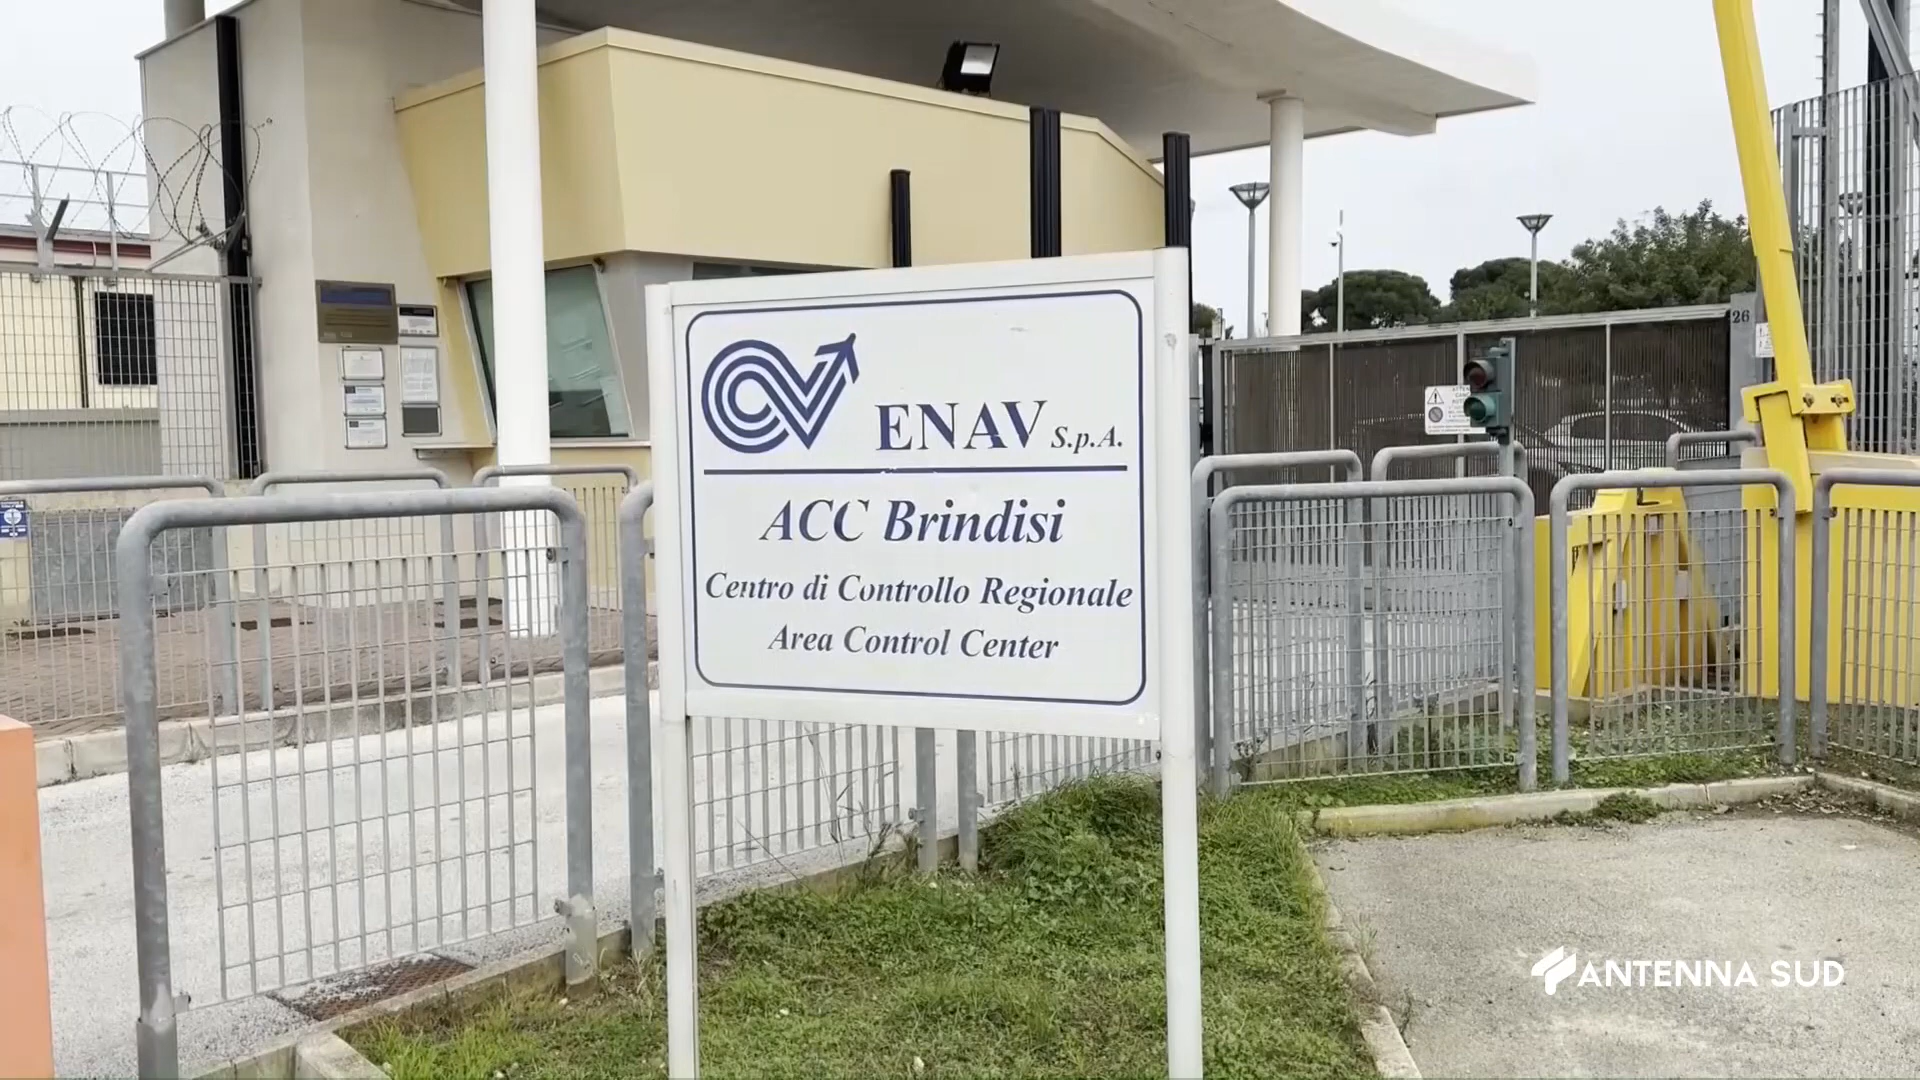 ENAV S.p.A.
ACC Brindisi
Centro di Controllo Regionale
Area Control Center
26
ANTENNA SUD